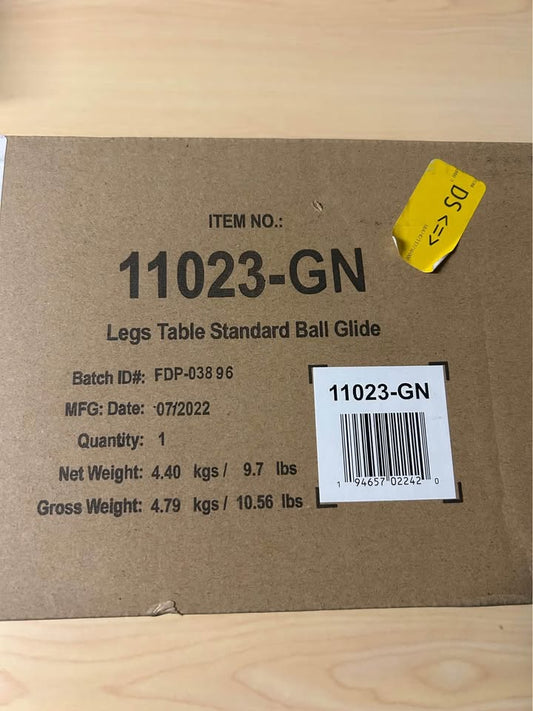 ITEM NO.:
11023-GN
Legs Table Standard Ball Glide
Batch ID#: FDP-03896
MFG: Date: 07/2022
Quantity: 1
Net Weight: 4.40 kgs / 9.7 lbs
Gross Weight: 4.79 kgs / 10.56 lbs
DS <=>
11023-GN
1 94657 02242 0